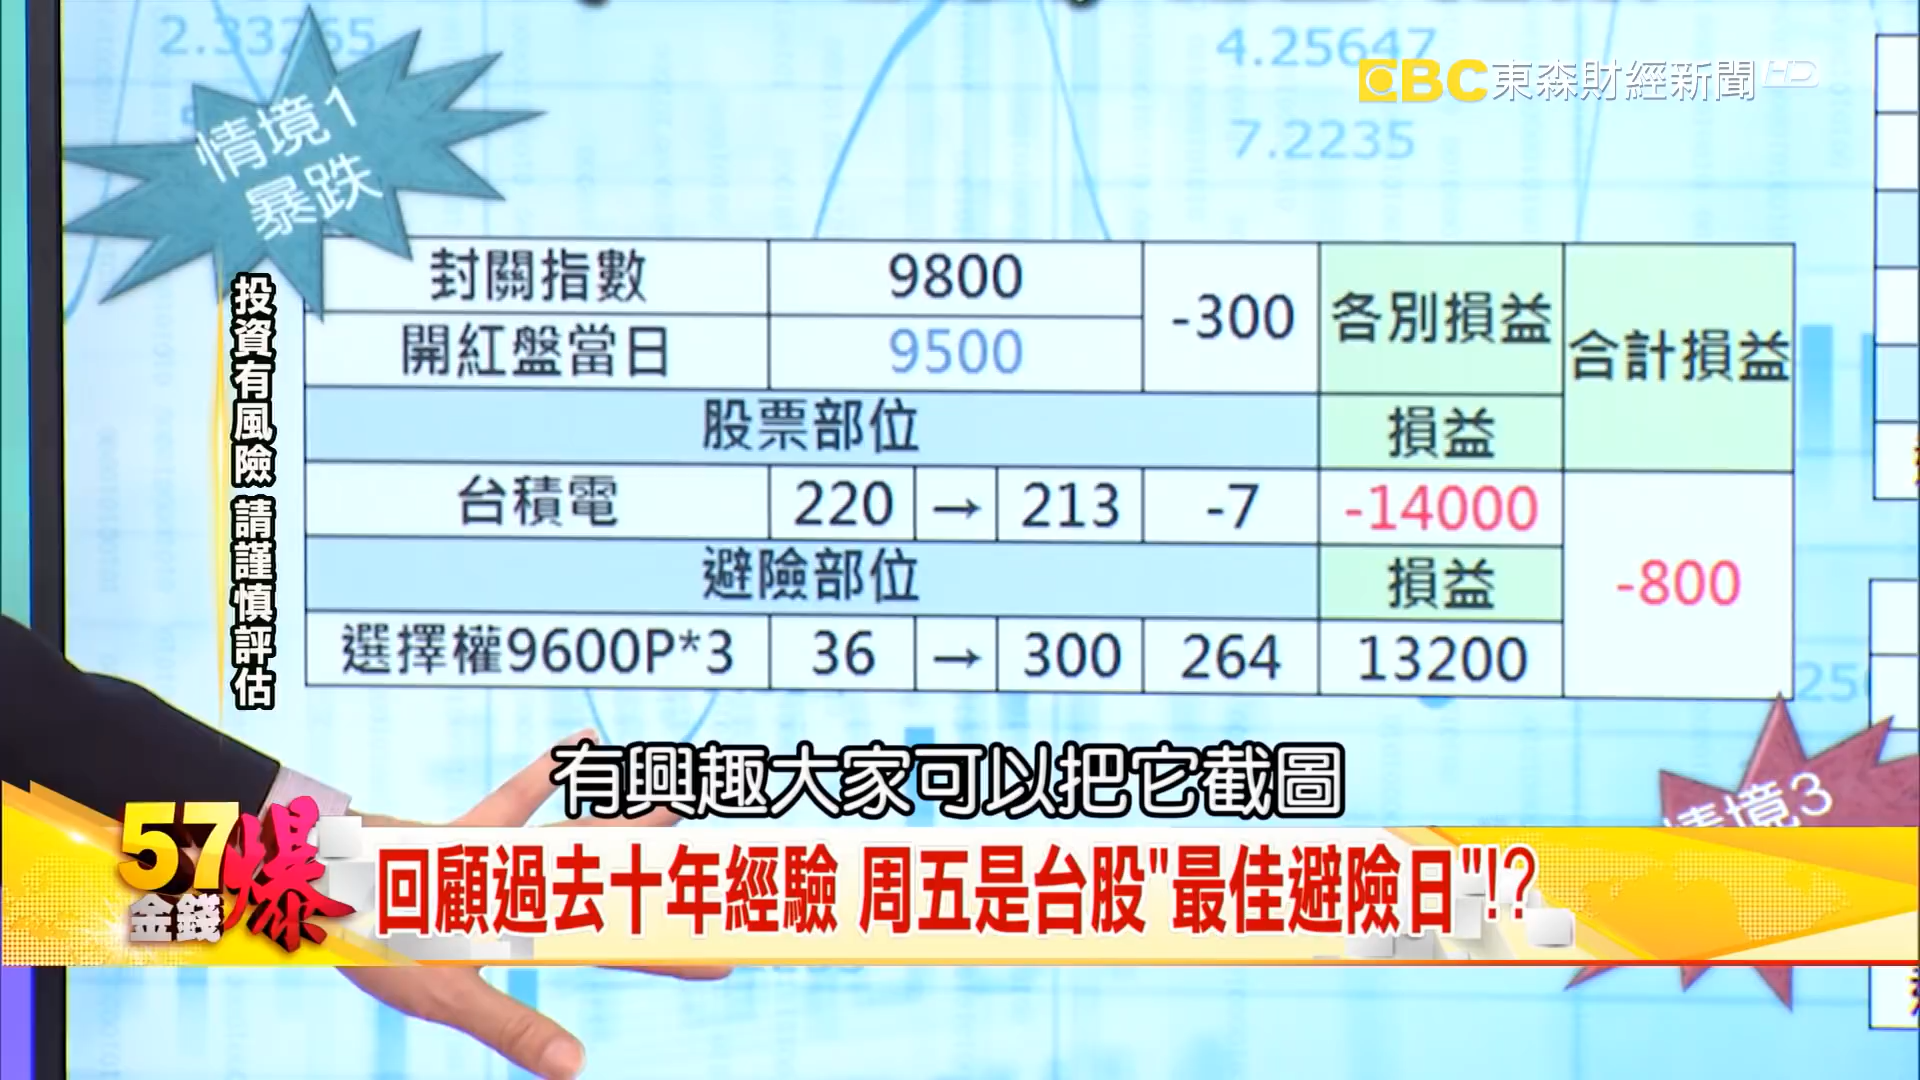 2.33265
4.25647
7.2235
EBC東森財經新聞HD
情境1
暴跌
投資有風險 請謹慎評估
封關指數 9800 -300 各別損益 合計損益
開紅盤當日 9500
股票部位 損益
台積電 220 → 213 -7 -14000 -800
避險部位 損益
選擇權9600P*3 36 → 300 264 13200
情境3
有興趣大家可以把它截圖
57爆
金錢
回顧過去十年經驗 周五是台股"最佳避險日"!?